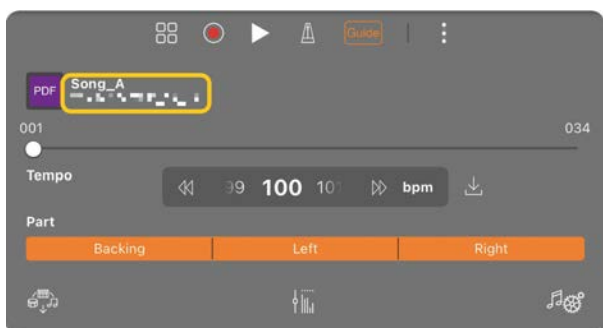 Guide
PDF
Song_A
001 034
Tempo
99 100 101 bpm
Part
Backing Left Right